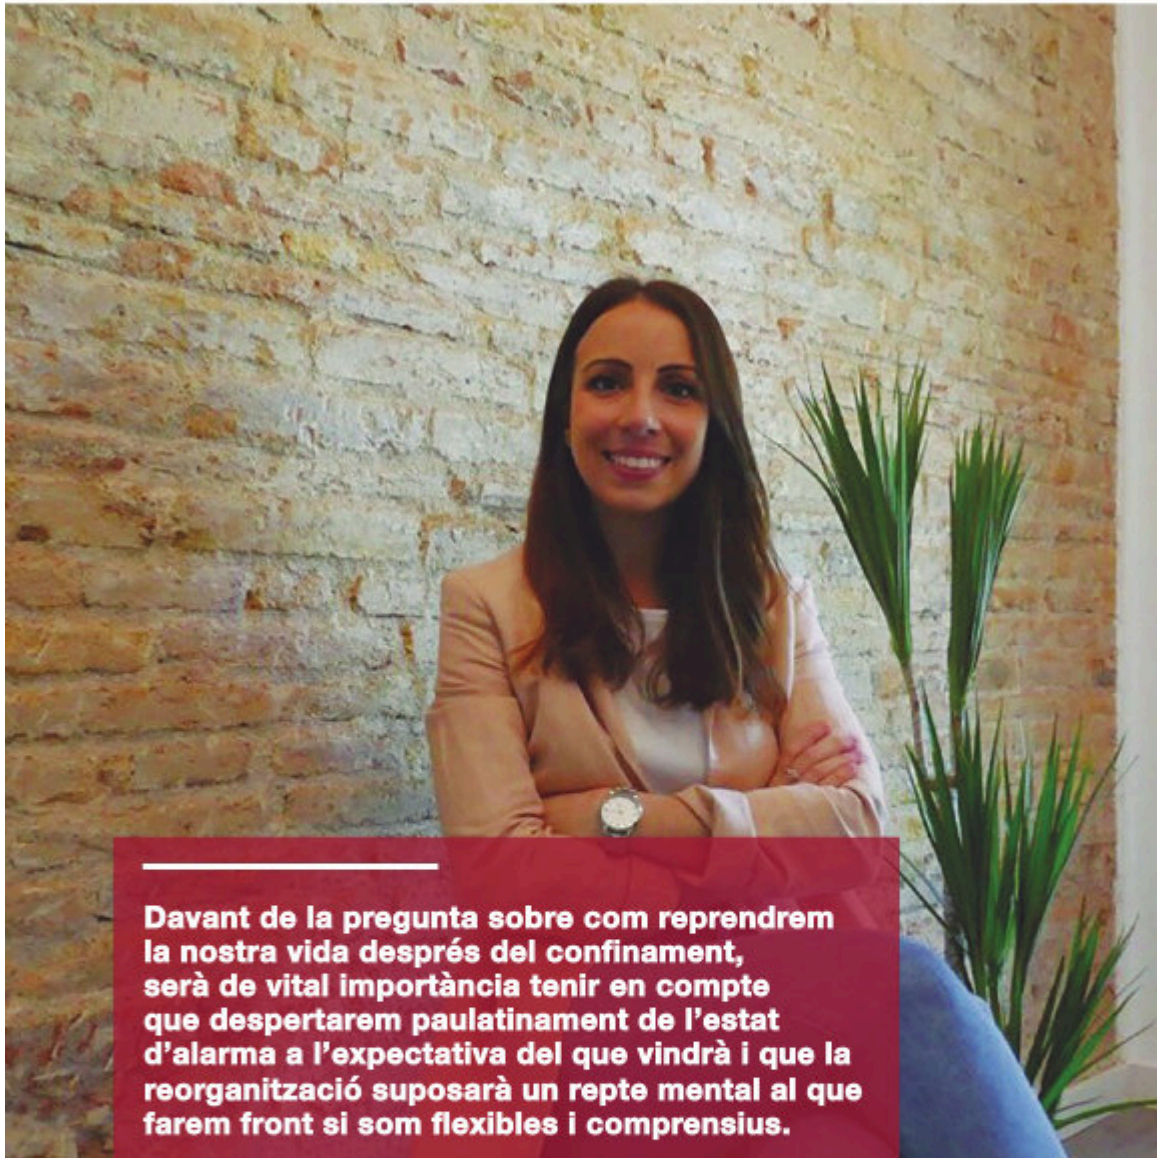 Davant de la pregunta sobre com reprendrem
la nostra vida després del confinament,
serà de vital importància tenir en compte
que despertarem paulatinament de l’estat
d’alarma a l’expectativa del que vindrà i que la
reorganització suposarà un repte mental al que
farem front si som flexibles i comprensius.